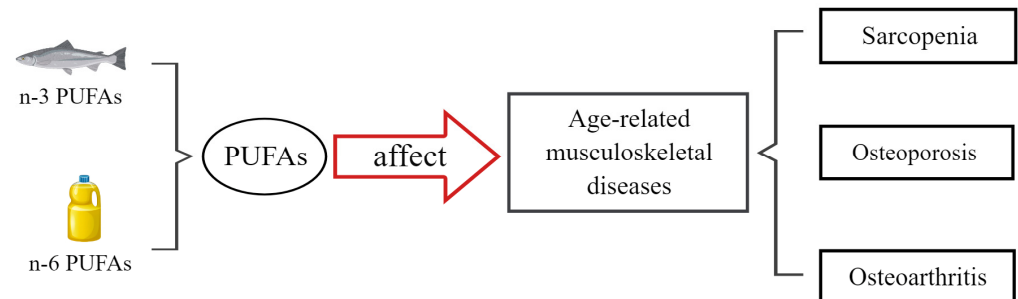 n-3 PUFAs
n-6 PUFAs
PUFAs
affect
Age-related
musculoskeletal
diseases
Sarcopenia
Osteoporosis
Osteoarthritis